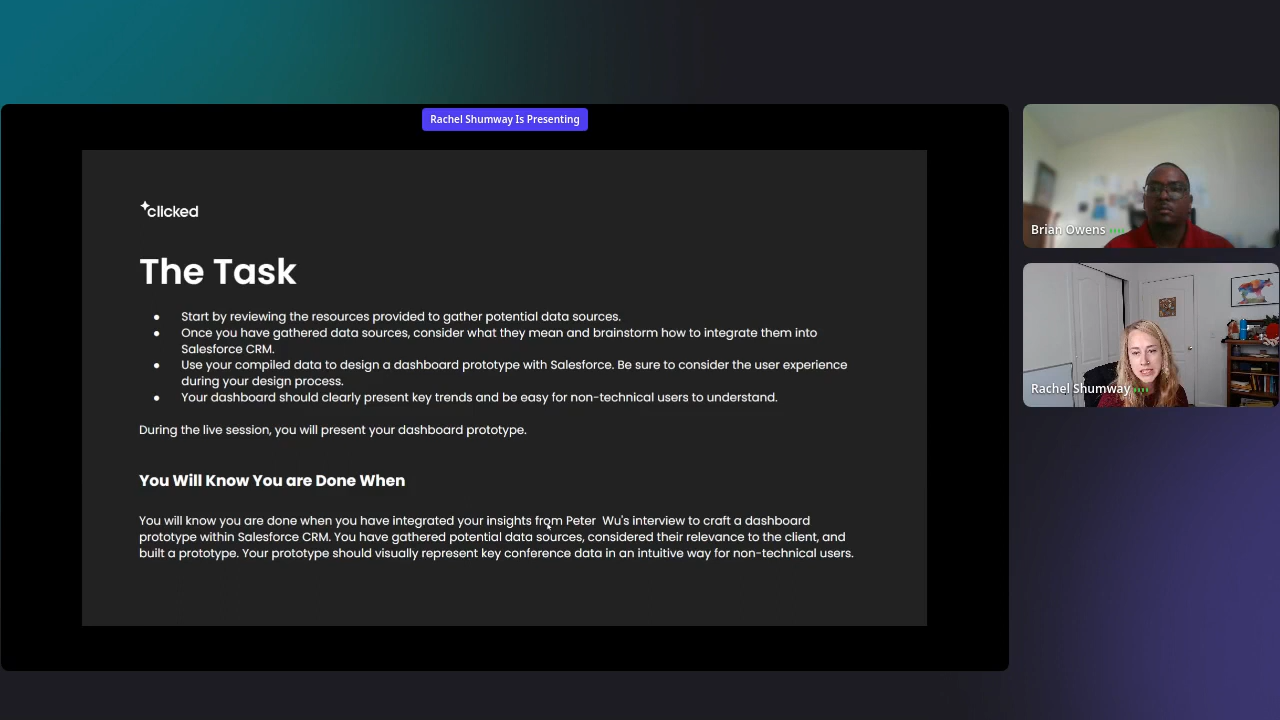 Rachel Shumway Is Presenting
clicked
The Task
● Start by reviewing the resources provided to gather potential data sources.
● Once you have gathered data sources, consider what they mean and brainstorm how to integrate them into
Salesforce CRM.
● Use your compiled data to design a dashboard prototype with Salesforce. Be sure to consider the user experience
during your design process.
● Your dashboard should clearly present key trends and be easy for non-technical users to understand.
During the live session, you will present your dashboard prototype.
You Will Know You are Done When
You will know you are done when you have integrated your insights from Peter Wu's interview to craft a dashboard
prototype within Salesforce CRM. You have gathered potential data sources, considered their relevance to the client, and
built a prototype. Your prototype should visually represent key conference data in an intuitive way for non-technical users.
Brian Owens
Rachel Shumway